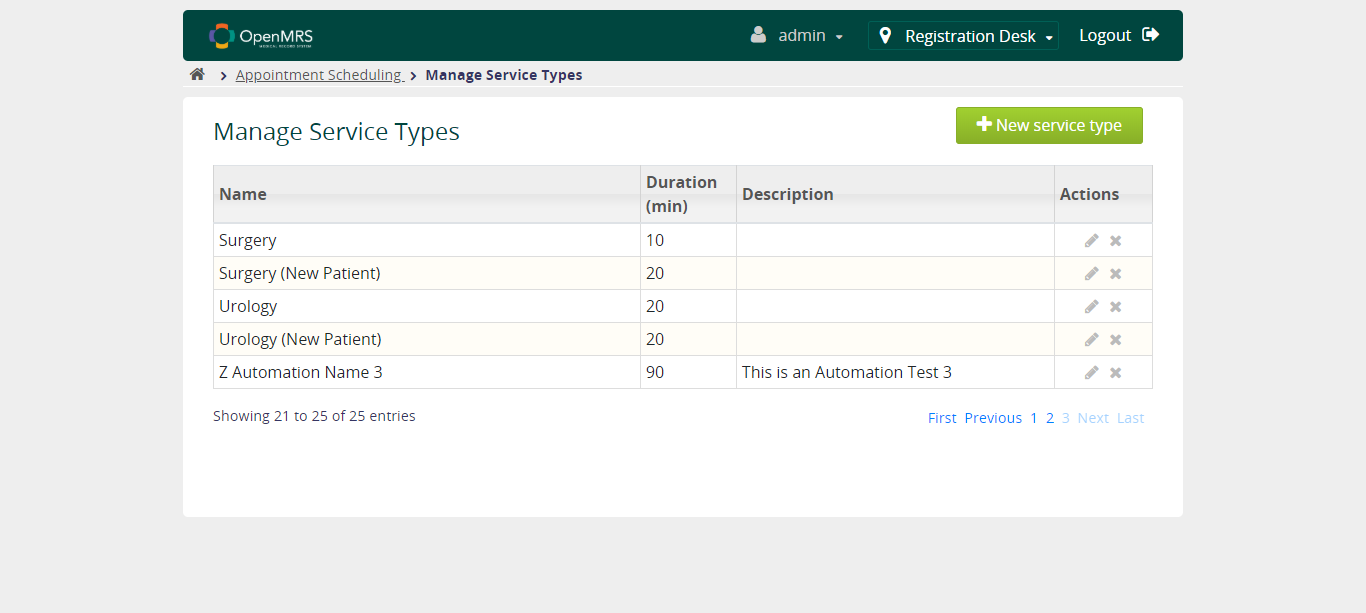 OpenMRS
MEDICAL RECORD SYSTEM
admin
Registration Desk
Logout
Appointment Scheduling
Manage Service Types
Manage Service Types
New service type
Name
Duration
(min)
Description
Actions
Surgery
10
Surgery (New Patient)
20
Urology
20
Urology (New Patient)
20
Z Automation Name 3
90
This is an Automation Test 3
Showing 21 to 25 of 25 entries
First Previous 1 2 3 Next Last